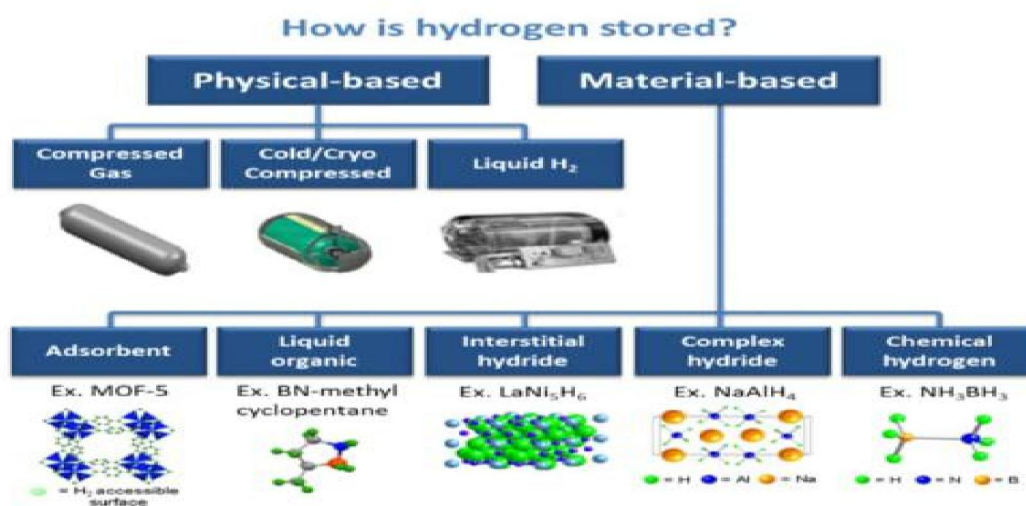 How is hydrogen stored?
Physical-based
Material-based
Compressed
Gas
Cold/Cryo
Compressed
Liquid H₂
Adsorbent
Liquid
organic
Interstitial
hydride
Complex
hydride
Chemical
hydrogen
Ex. MOF-5
Ex. BN-methyl
cyclopentane
Ex. LaNi₅H₆
Ex. NaAlH₄
Ex. NH₃BH₃
= H₂ accessible
surface
= H = Al = Na
= H = N = B